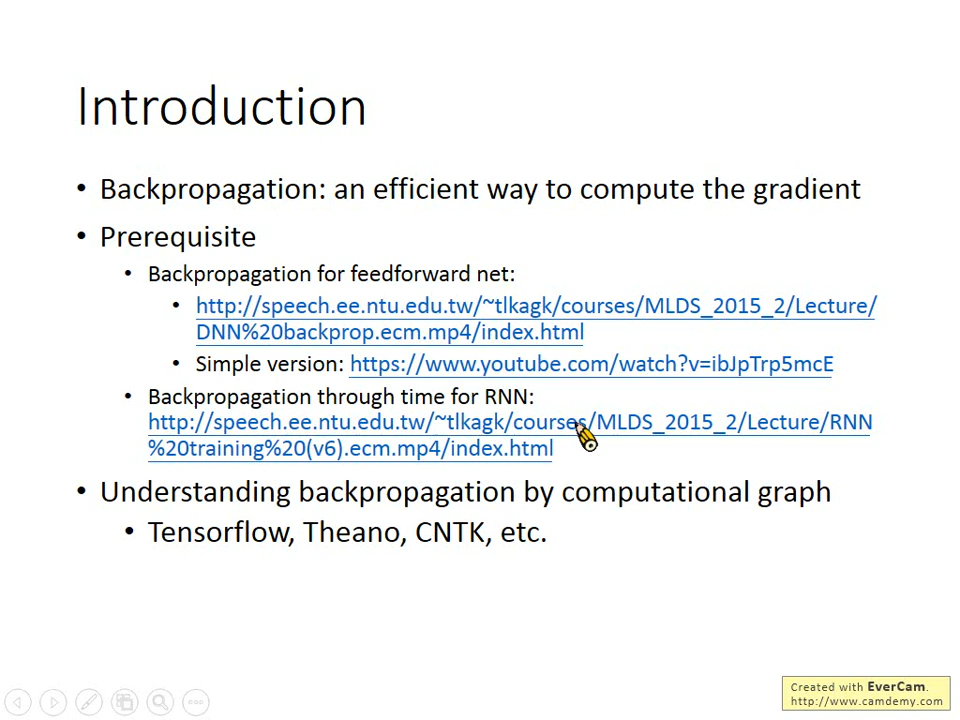 Introduction
• Backpropagation: an efficient way to compute the gradient
• Prerequisite
• Backpropagation for feedforward net:
• http://speech.ee.ntu.edu.tw/~tlkagk/courses/MLDS_2015_2/Lecture/
DNN%20backprop.ecm.mp4/index.html
• Simple version: https://www.youtube.com/watch?v=ibJpTrp5mcE
• Backpropagation through time for RNN:
http://speech.ee.ntu.edu.tw/~tlkagk/courses/MLDS_2015_2/Lecture/RNN
%20training%20(v6).ecm.mp4/index.html
• Understanding backpropagation by computational graph
• Tensorflow, Theano, CNTK, etc.
Created with EverCam.
http://www.camdemy.com